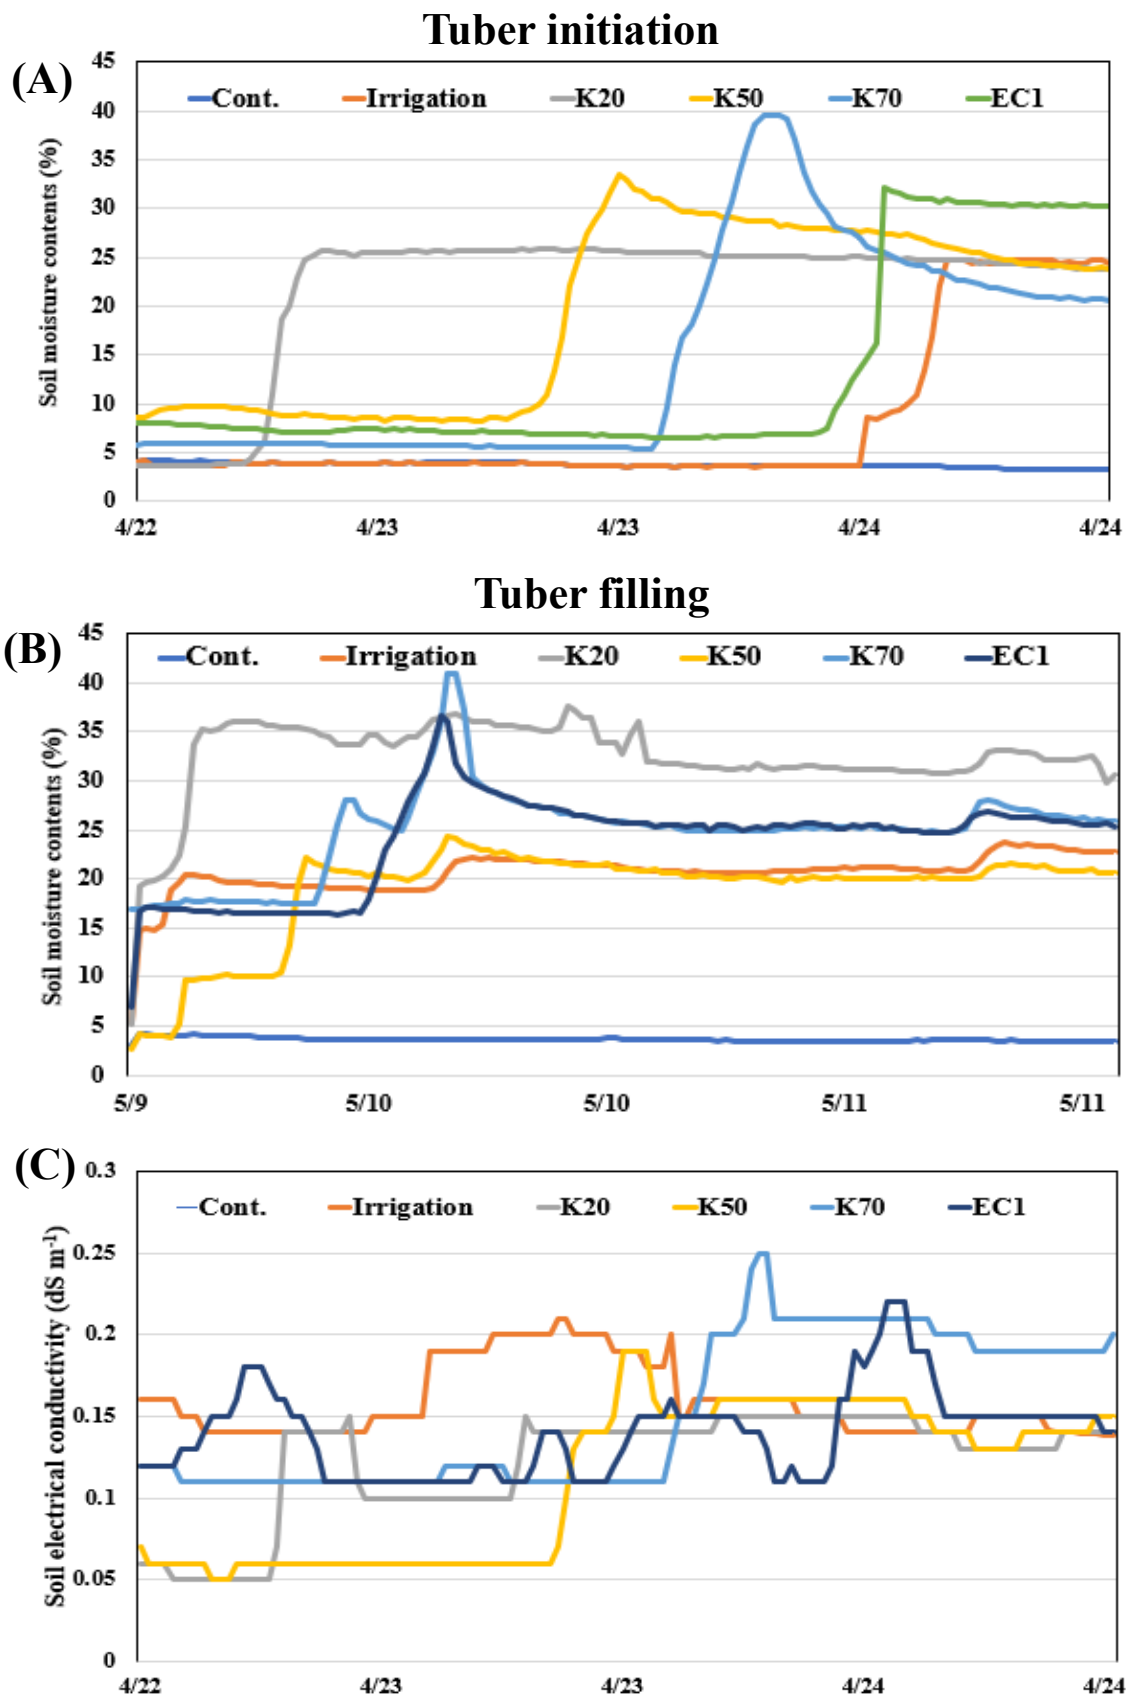 Tuber initiation
(A)
Soil moisture contents (%)
45
40
35
30
25
20
15
10
5
0
Cont. Irrigation K20 K50 K70 EC1
4/22 4/23 4/23 4/24 4/24
Tuber filling
(B)
Soil moisture contents (%)
45
40
35
30
25
20
15
10
5
0
Cont. Irrigation K20 K50 K70 EC1
5/9 5/10 5/10 5/11 5/11
(C)
Soil electrical conductivity (dS m⁻¹)
0.3
0.25
0.2
0.15
0.1
0.05
0
Cont. Irrigation K20 K50 K70 EC1
4/22 4/23 4/23 4/24 4/24